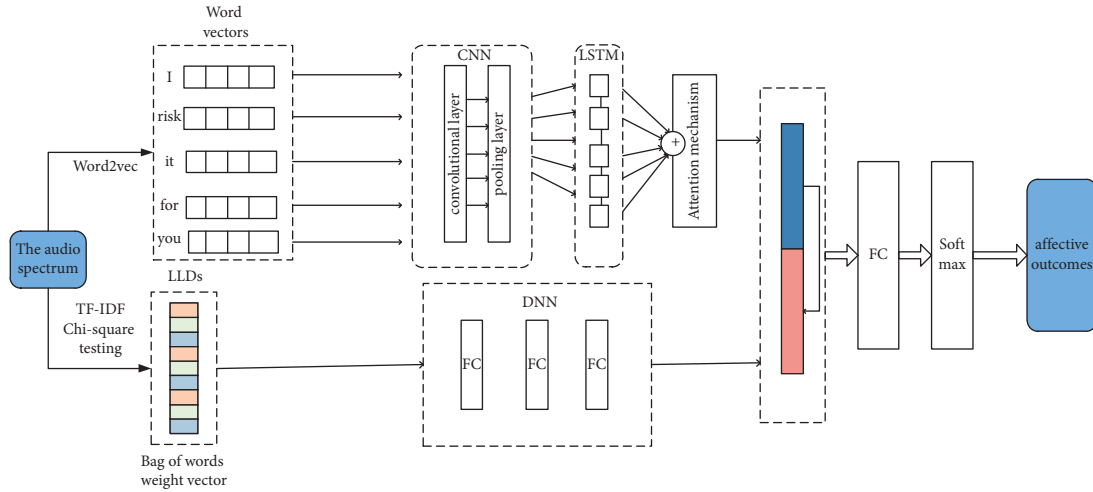 Word
vectors
I
risk
it
for
you
Word2vec
The audio
spectrum
TF-IDF
Chi-square
testing
LLDs
Bag of words
weight vector
CNN
convolutional layer
pooling layer
LSTM
+
Attention mechanism
DNN
FC
FC
FC
FC
Soft
max
affective
outcomes